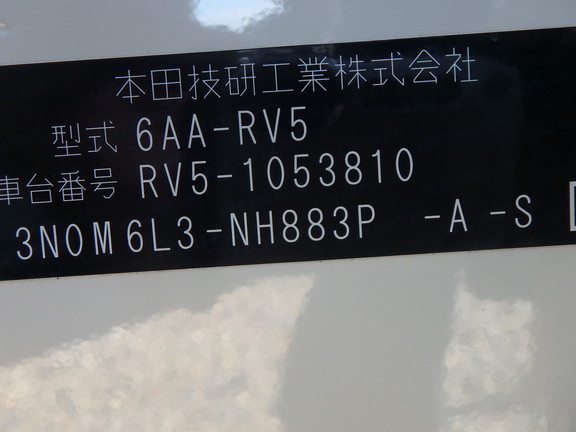 本田技研工業株式会社
型式 6AA-RV5
車台番号 RV5-1053810
3N0M6L3-NH883P -A -S